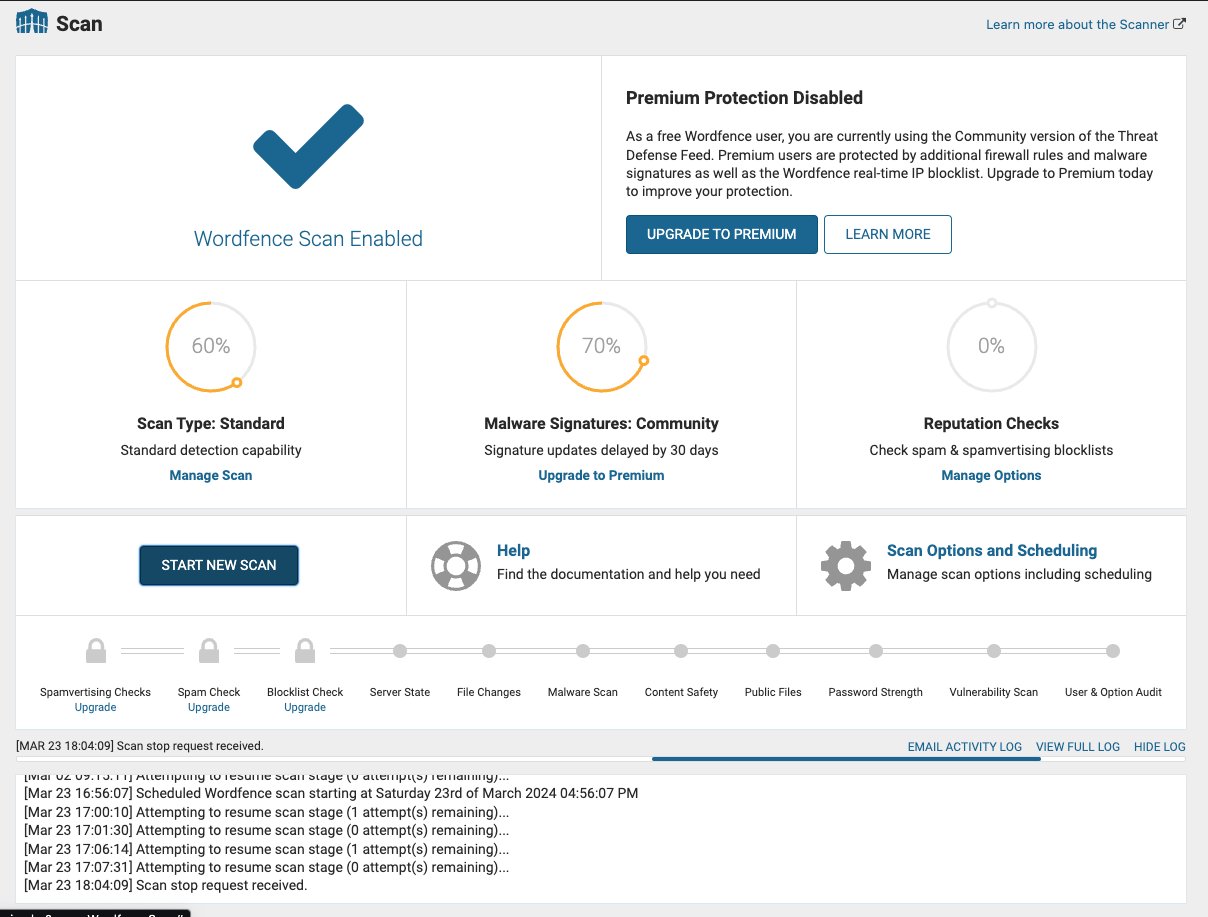 Scan
Learn more about the Scanner
Wordfence Scan Enabled
Premium Protection Disabled
As a free Wordfence user, you are currently using the Community version of the Threat
Defense Feed. Premium users are protected by additional firewall rules and malware
signatures as well as the Wordfence real-time IP blocklist. Upgrade to Premium today
to improve your protection.
UPGRADE TO PREMIUM
LEARN MORE
60%
Scan Type: Standard
Standard detection capability
Manage Scan
70%
Malware Signatures: Community
Signature updates delayed by 30 days
Upgrade to Premium
0%
Reputation Checks
Check spam & spamvertising blocklists
Manage Options
START NEW SCAN
Help
Find the documentation and help you need
Scan Options and Scheduling
Manage scan options including scheduling
Spamvertising Checks
Upgrade
Spam Check
Upgrade
Blocklist Check
Upgrade
Server State
File Changes
Malware Scan
Content Safety
Public Files
Password Strength
Vulnerability Scan
User & Option Audit
[MAR 23 18:04:09] Scan stop request received.
EMAIL ACTIVITY LOG
VIEW FULL LOG
HIDE LOG
[Mar 02 09:15:11] Attempting to resume scan stage (0 attempt(s) remaining)...
[Mar 23 16:56:07] Scheduled Wordfence scan starting at Saturday 23rd of March 2024 04:56:07 PM
[Mar 23 17:00:10] Attempting to resume scan stage (1 attempt(s) remaining)...
[Mar 23 17:01:30] Attempting to resume scan stage (0 attempt(s) remaining)...
[Mar 23 17:06:14] Attempting to resume scan stage (1 attempt(s) remaining)...
[Mar 23 17:07:31] Attempting to resume scan stage (0 attempt(s) remaining)...
[Mar 23 18:04:09] Scan stop request received.